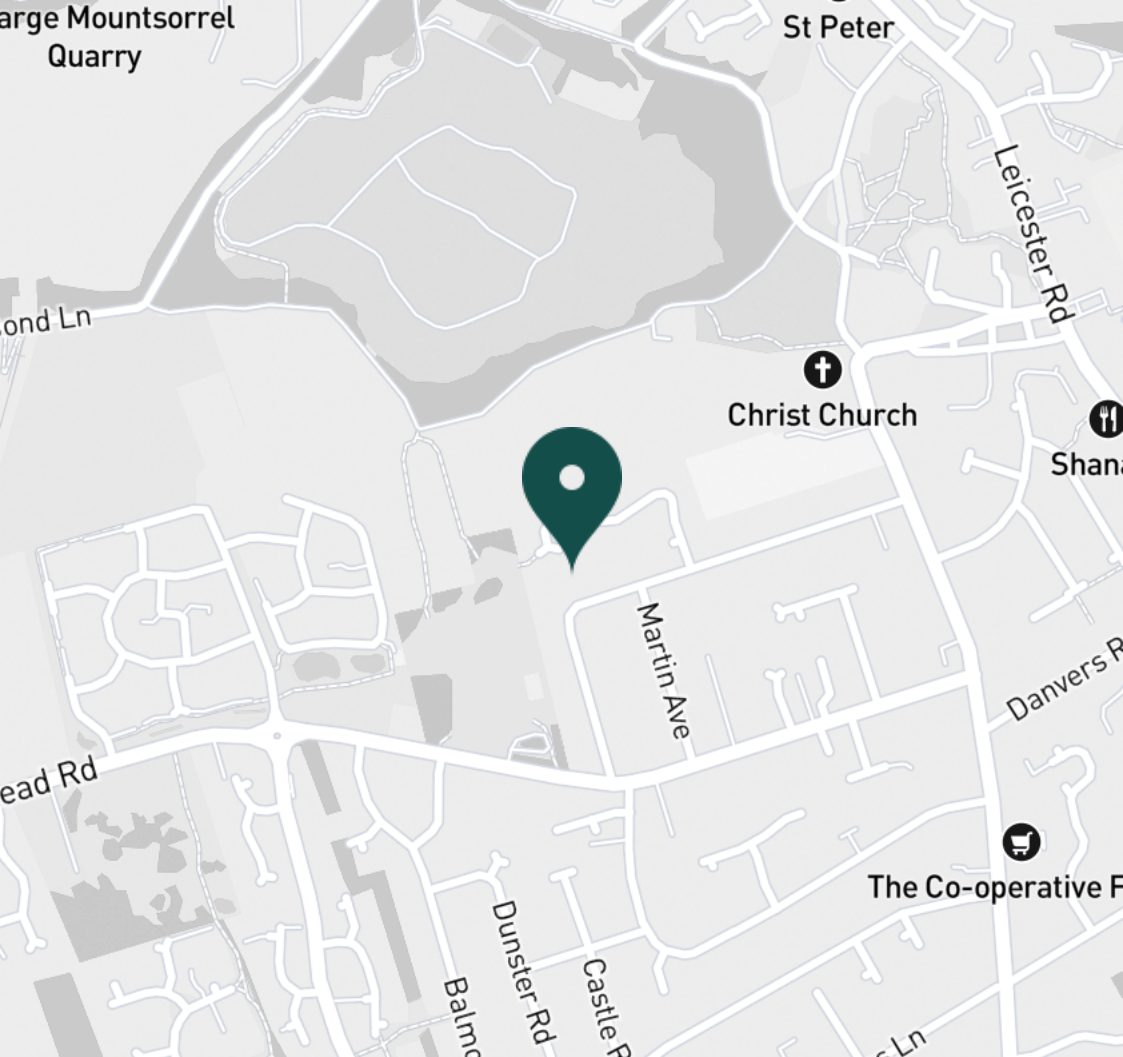 arge Mountsorrel
Quarry
St Peter
Leicester Rd
ond Ln
Christ Church
Shana
Martin Ave
Danvers R
ead Rd
The Co-operative F
Dunster Rd
Castle R
Balmo
s Ln